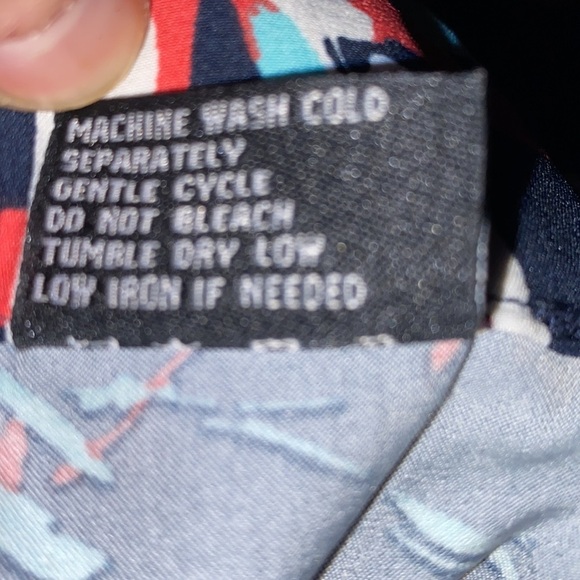 MACHINE WASH COLD
SEPARATELY
GENTLE CYCLE
DO NOT BLEACH
TUMBLE DRY LOW
LOW IRON IF NEEDED